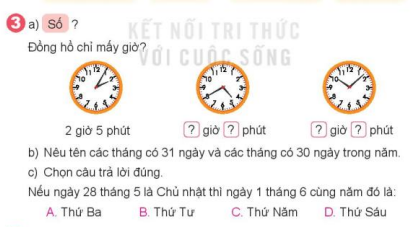 3 a) Số ?
KẾT NỐI TRI THỨC
VỚI CUỘC SỐNG
Đồng hồ chỉ mấy giờ?
2 giờ 5 phút
? giờ ? phút
? giờ ? phút
b) Nêu tên các tháng có 31 ngày và các tháng có 30 ngày trong năm.
c) Chọn câu trả lời đúng.
Nếu ngày 28 tháng 5 là Chủ nhật thì ngày 1 tháng 6 cùng năm đó là:
A. Thứ Ba B. Thứ Tư C. Thứ Năm D. Thứ Sáu